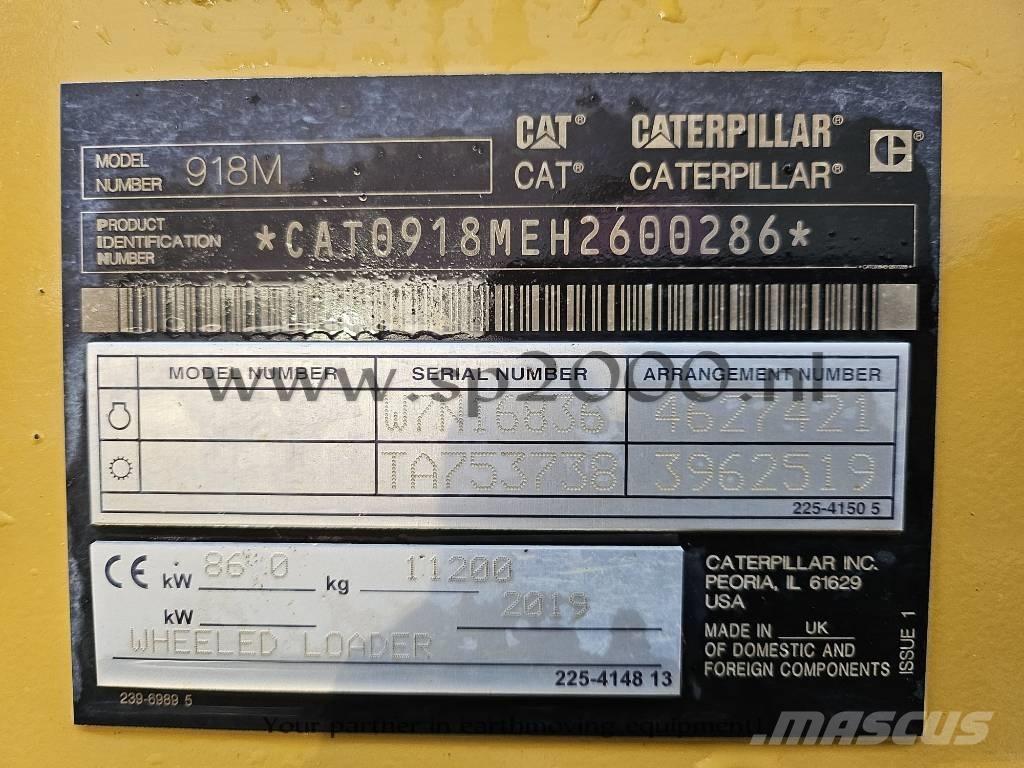 CAT® CATERPILLAR®
CAT® CATERPILLAR®
MODEL NUMBER 918M
PRODUCT IDENTIFICATION NUMBER *CAT0918MEH2600286*
www.sp2000.nl
MODEL NUMBER SERIAL NUMBER ARRANGEMENT NUMBER
W7N16836 4627421
TA753738 3962519
225-4150 5
CE kW 86.0 kg 11200
kW 2019
WHEELED LOADER
225-4148 13
239-6989 5
CATERPILLAR INC.
PEORIA, IL 61629
USA
MADE IN UK
OF DOMESTIC AND
FOREIGN COMPONENTS
ISSUE 1
Your partner in earthmoving equipment!
MASCUS